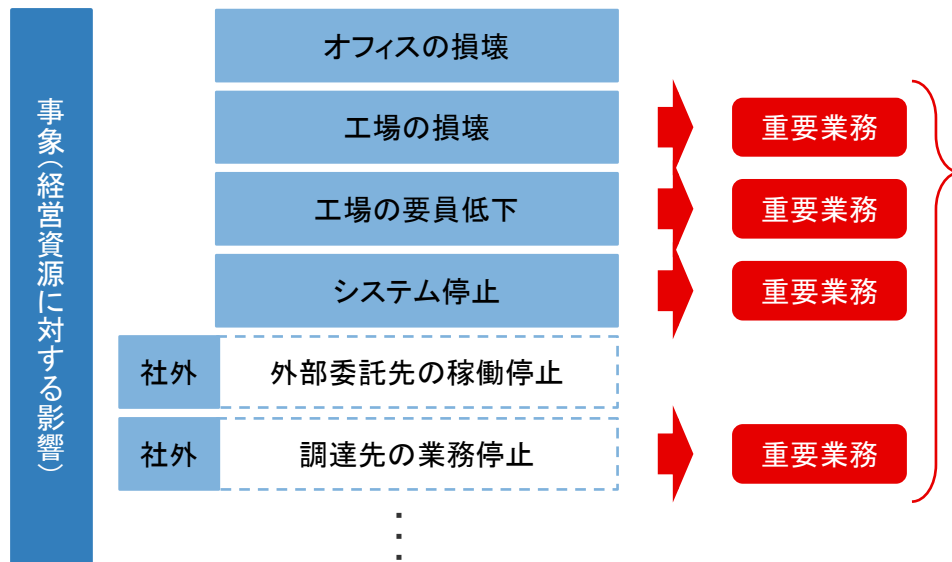 事象（経営資源に対する影響）
オフィスの損壊
工場の損壊
重要業務
工場の要員低下
重要業務
システム停止
重要業務
社外
外部委託先の稼働停止
社外
調達先の業務停止
重要業務